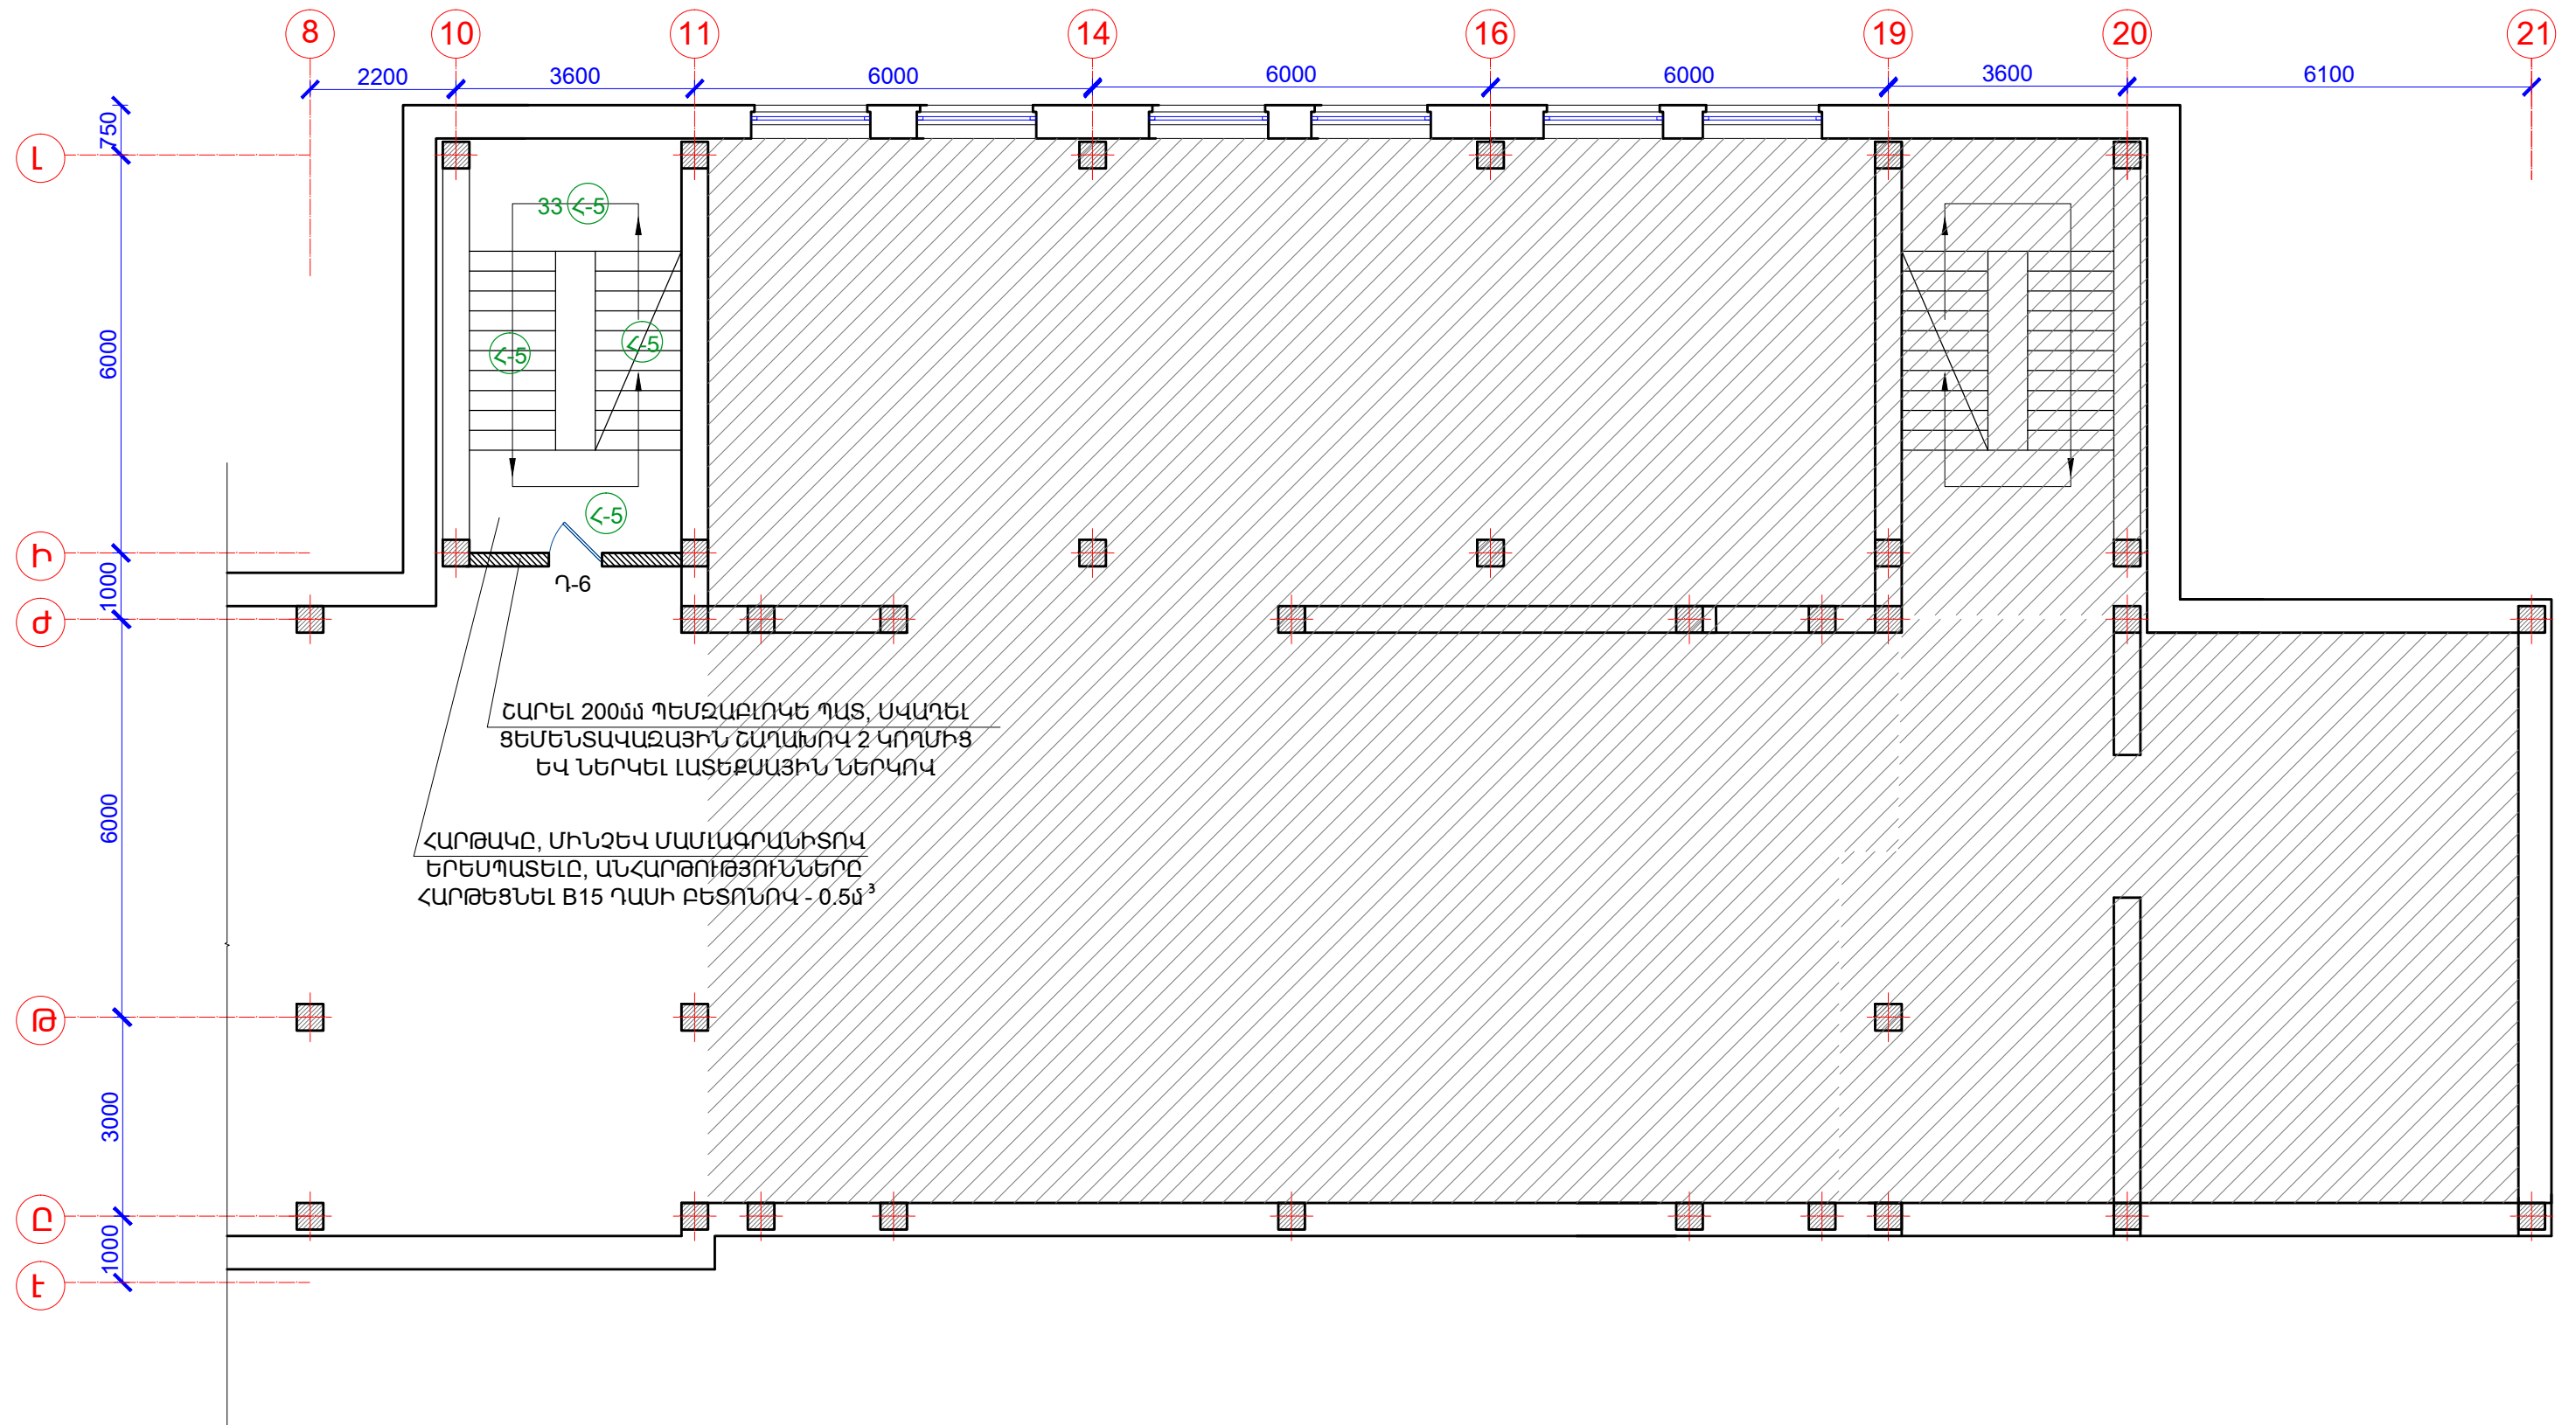 8 10 11 14 16 19 20 21
2200 3600 6000 6000 6000 3600 6100
750
Լ
33 Հ-5
6000
Հ-5 Հ-5
Հ-5
Ի
1000
Դ-6
Ժ
ՇԱՐԵԼ 200մմ ՊԵՄԶԱԲԼՈԿԵ ՊԱՏ, ՍՎԱՂԵԼ
ՑԵՄԵՆՏԱՎԱԶԱՅԻՆ ՇԱՂԱԽՈՎ 2 ԿՈՂՄԻՑ
ԵՎ ՆԵՐԿԵԼ ԼԱՏԵՔՍԱՅԻՆ ՆԵՐԿՈՎ
6000
ՀԱՐԹԱԿԸ, ՄԻՆՉԵՎ ՄԱՄԼԱԳՐԱՆԻՏՈՎ
ԵՐԵՍՊԱՏԵԼԸ, ԱՆՀԱՐԹՈՒԹՅՈՒՆՆԵՐԸ
ՀԱՐԹԵՑՆԵԼ B15 ԴԱՍԻ ԲԵՏՈՆՈՎ - 0.5մ³
Թ
3000
Ը
1000
Է